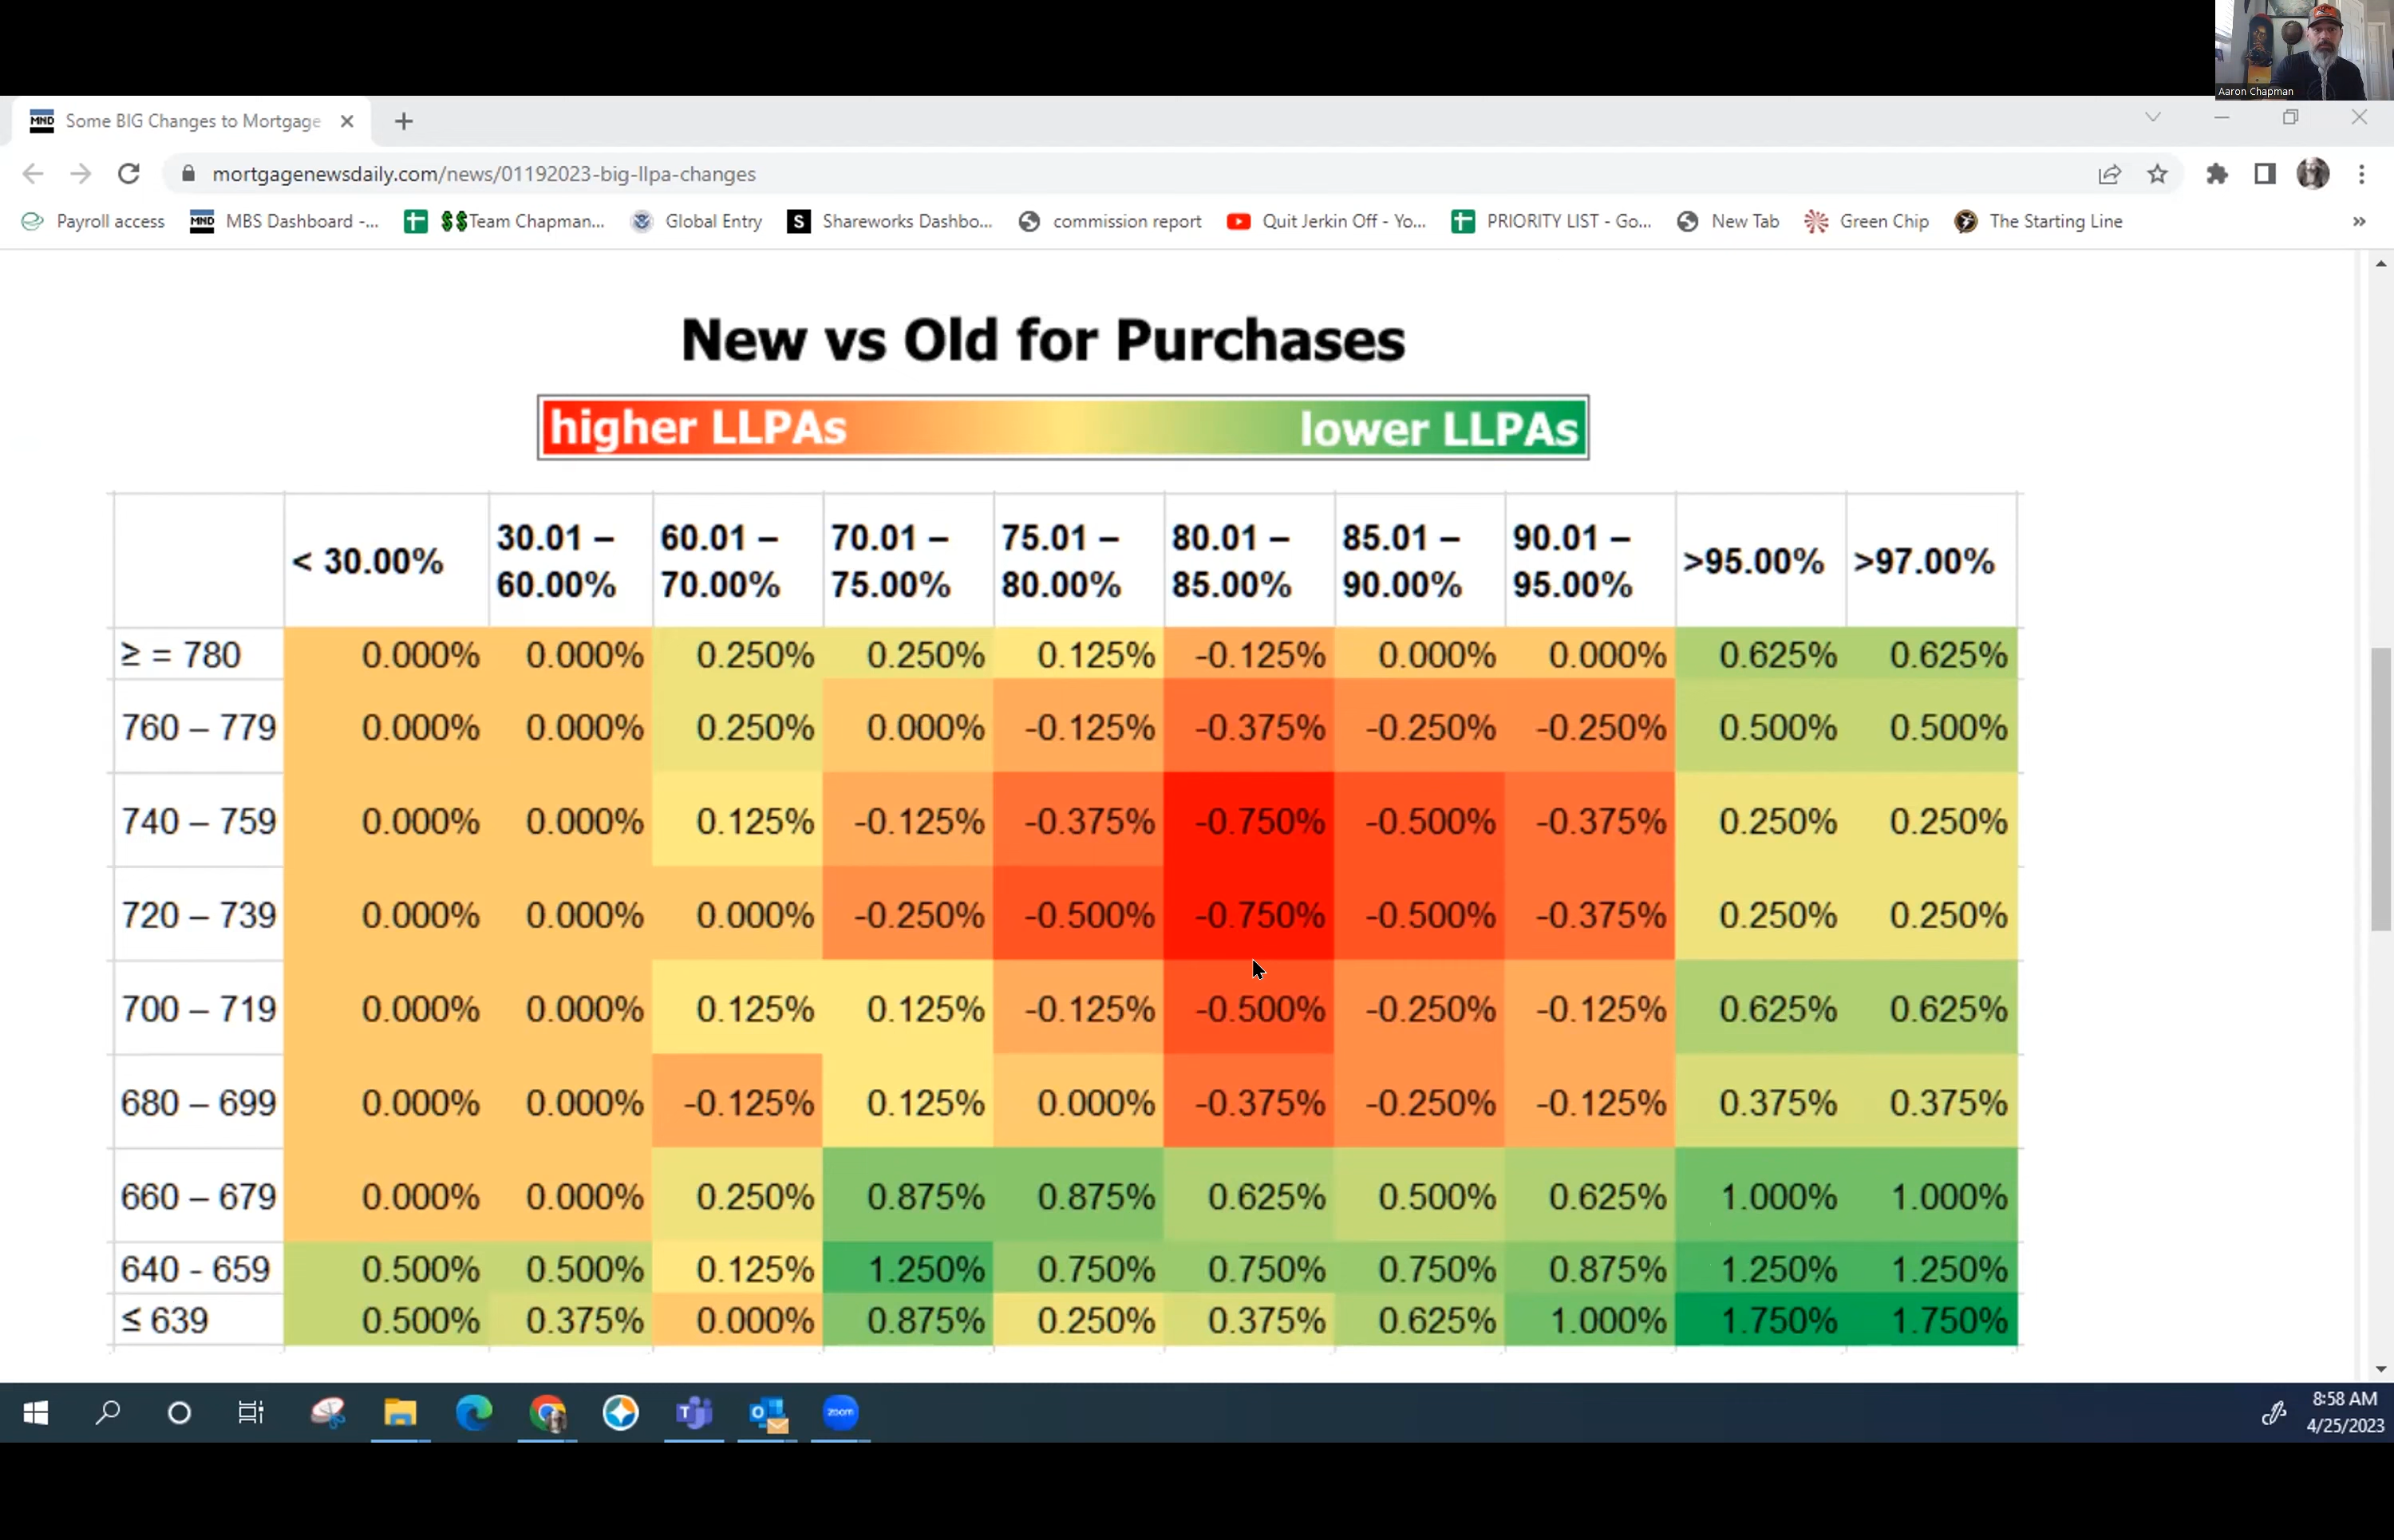 Aaron Chapman
MND Some BIG Changes to Mortgage
mortgagenewsdaily.com/news/01192023-big-llpa-changes
Payroll access MND MBS Dashboard -... $$Team Chapman... Global Entry S Shareworks Dashbo... commission report Quit Jerkin Off - Yo... PRIORITY LIST - Go... New Tab Green Chip The Starting Line »
New vs Old for Purchases
higher LLPAs lower LLPAs
< 30.00% 30.01 – 60.00% 60.01 – 70.00% 70.01 – 75.00% 75.01 – 80.00% 80.01 – 85.00% 85.01 – 90.00% 90.01 – 95.00% >95.00% >97.00%
≥ = 780 0.000% 0.000% 0.250% 0.250% 0.125% -0.125% 0.000% 0.000% 0.625% 0.625%
760 – 779 0.000% 0.000% 0.250% 0.000% -0.125% -0.375% -0.250% -0.250% 0.500% 0.500%
740 – 759 0.000% 0.000% 0.125% -0.125% -0.375% -0.750% -0.500% -0.375% 0.250% 0.250%
720 – 739 0.000% 0.000% 0.000% -0.250% -0.500% -0.750% -0.500% -0.375% 0.250% 0.250%
700 – 719 0.000% 0.000% 0.125% 0.125% -0.125% -0.500% -0.250% -0.125% 0.625% 0.625%
680 – 699 0.000% 0.000% -0.125% 0.125% 0.000% -0.375% -0.250% -0.125% 0.375% 0.375%
660 – 679 0.000% 0.000% 0.250% 0.875% 0.875% 0.625% 0.500% 0.625% 1.000% 1.000%
640 - 659 0.500% 0.500% 0.125% 1.250% 0.750% 0.750% 0.750% 0.875% 1.250% 1.250%
≤ 639 0.500% 0.375% 0.000% 0.875% 0.250% 0.375% 0.625% 1.000% 1.750% 1.750%
zoom
8:58 AM
4/25/2023